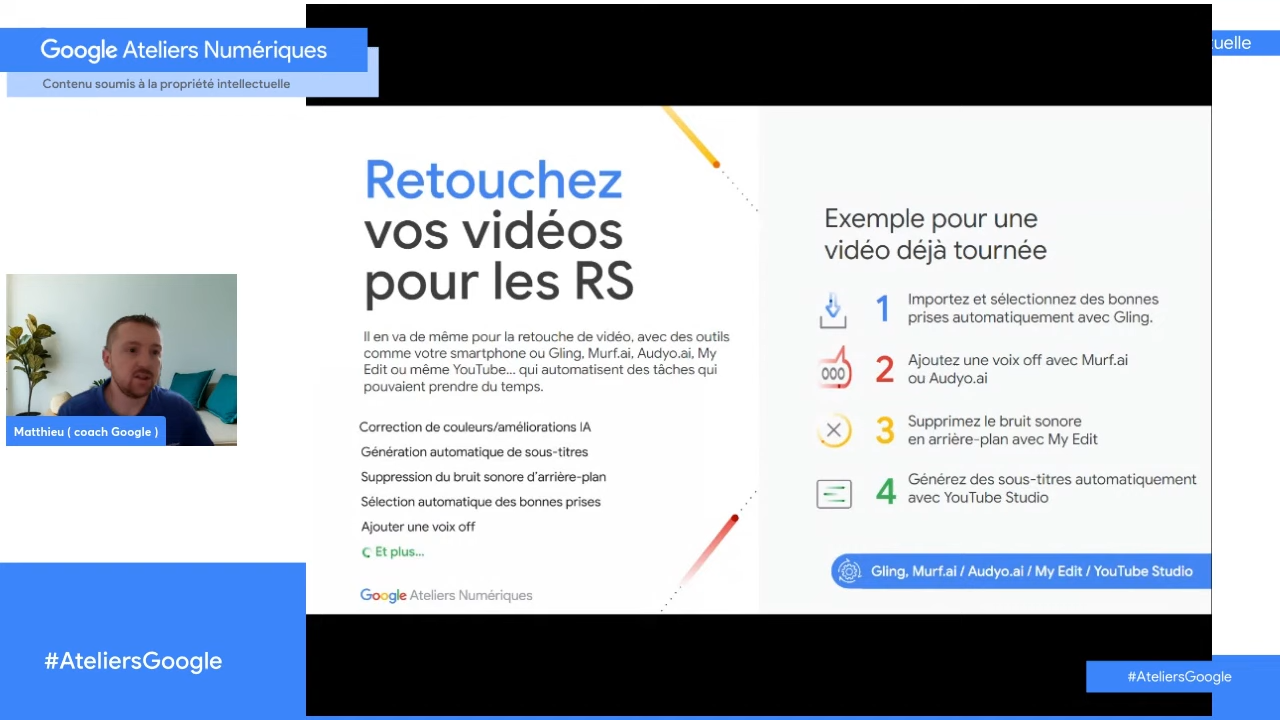 Google Ateliers Numériques
Contenu soumis à la propriété intellectuelle
tuelle
Retouchez
vos vidéos
pour les RS
Il en va de même pour la retouche de vidéo, avec des outils
comme votre smartphone ou Gling, Murf.ai, Audyo.ai, My
Edit ou même YouTube... qui automatisent des tâches qui
pouvaient prendre du temps.
Correction de couleurs/améliorations IA
Génération automatique de sous-titres
Suppression du bruit sonore d'arrière-plan
Sélection automatique des bonnes prises
Ajouter une voix off
Et plus...
Google Ateliers Numériques
Exemple pour une
vidéo déjà tournée
1 Importez et sélectionnez des bonnes
prises automatiquement avec Gling.
2 Ajoutez une voix off avec Murf.ai
ou Audyo.ai
3 Supprimez le bruit sonore
en arrière-plan avec My Edit
4 Générez des sous-titres automatiquement
avec YouTube Studio
Gling, Murf.ai / Audyo.ai / My Edit / YouTube Studio
Matthieu ( coach Google )
#AteliersGoogle
#AteliersGoogle